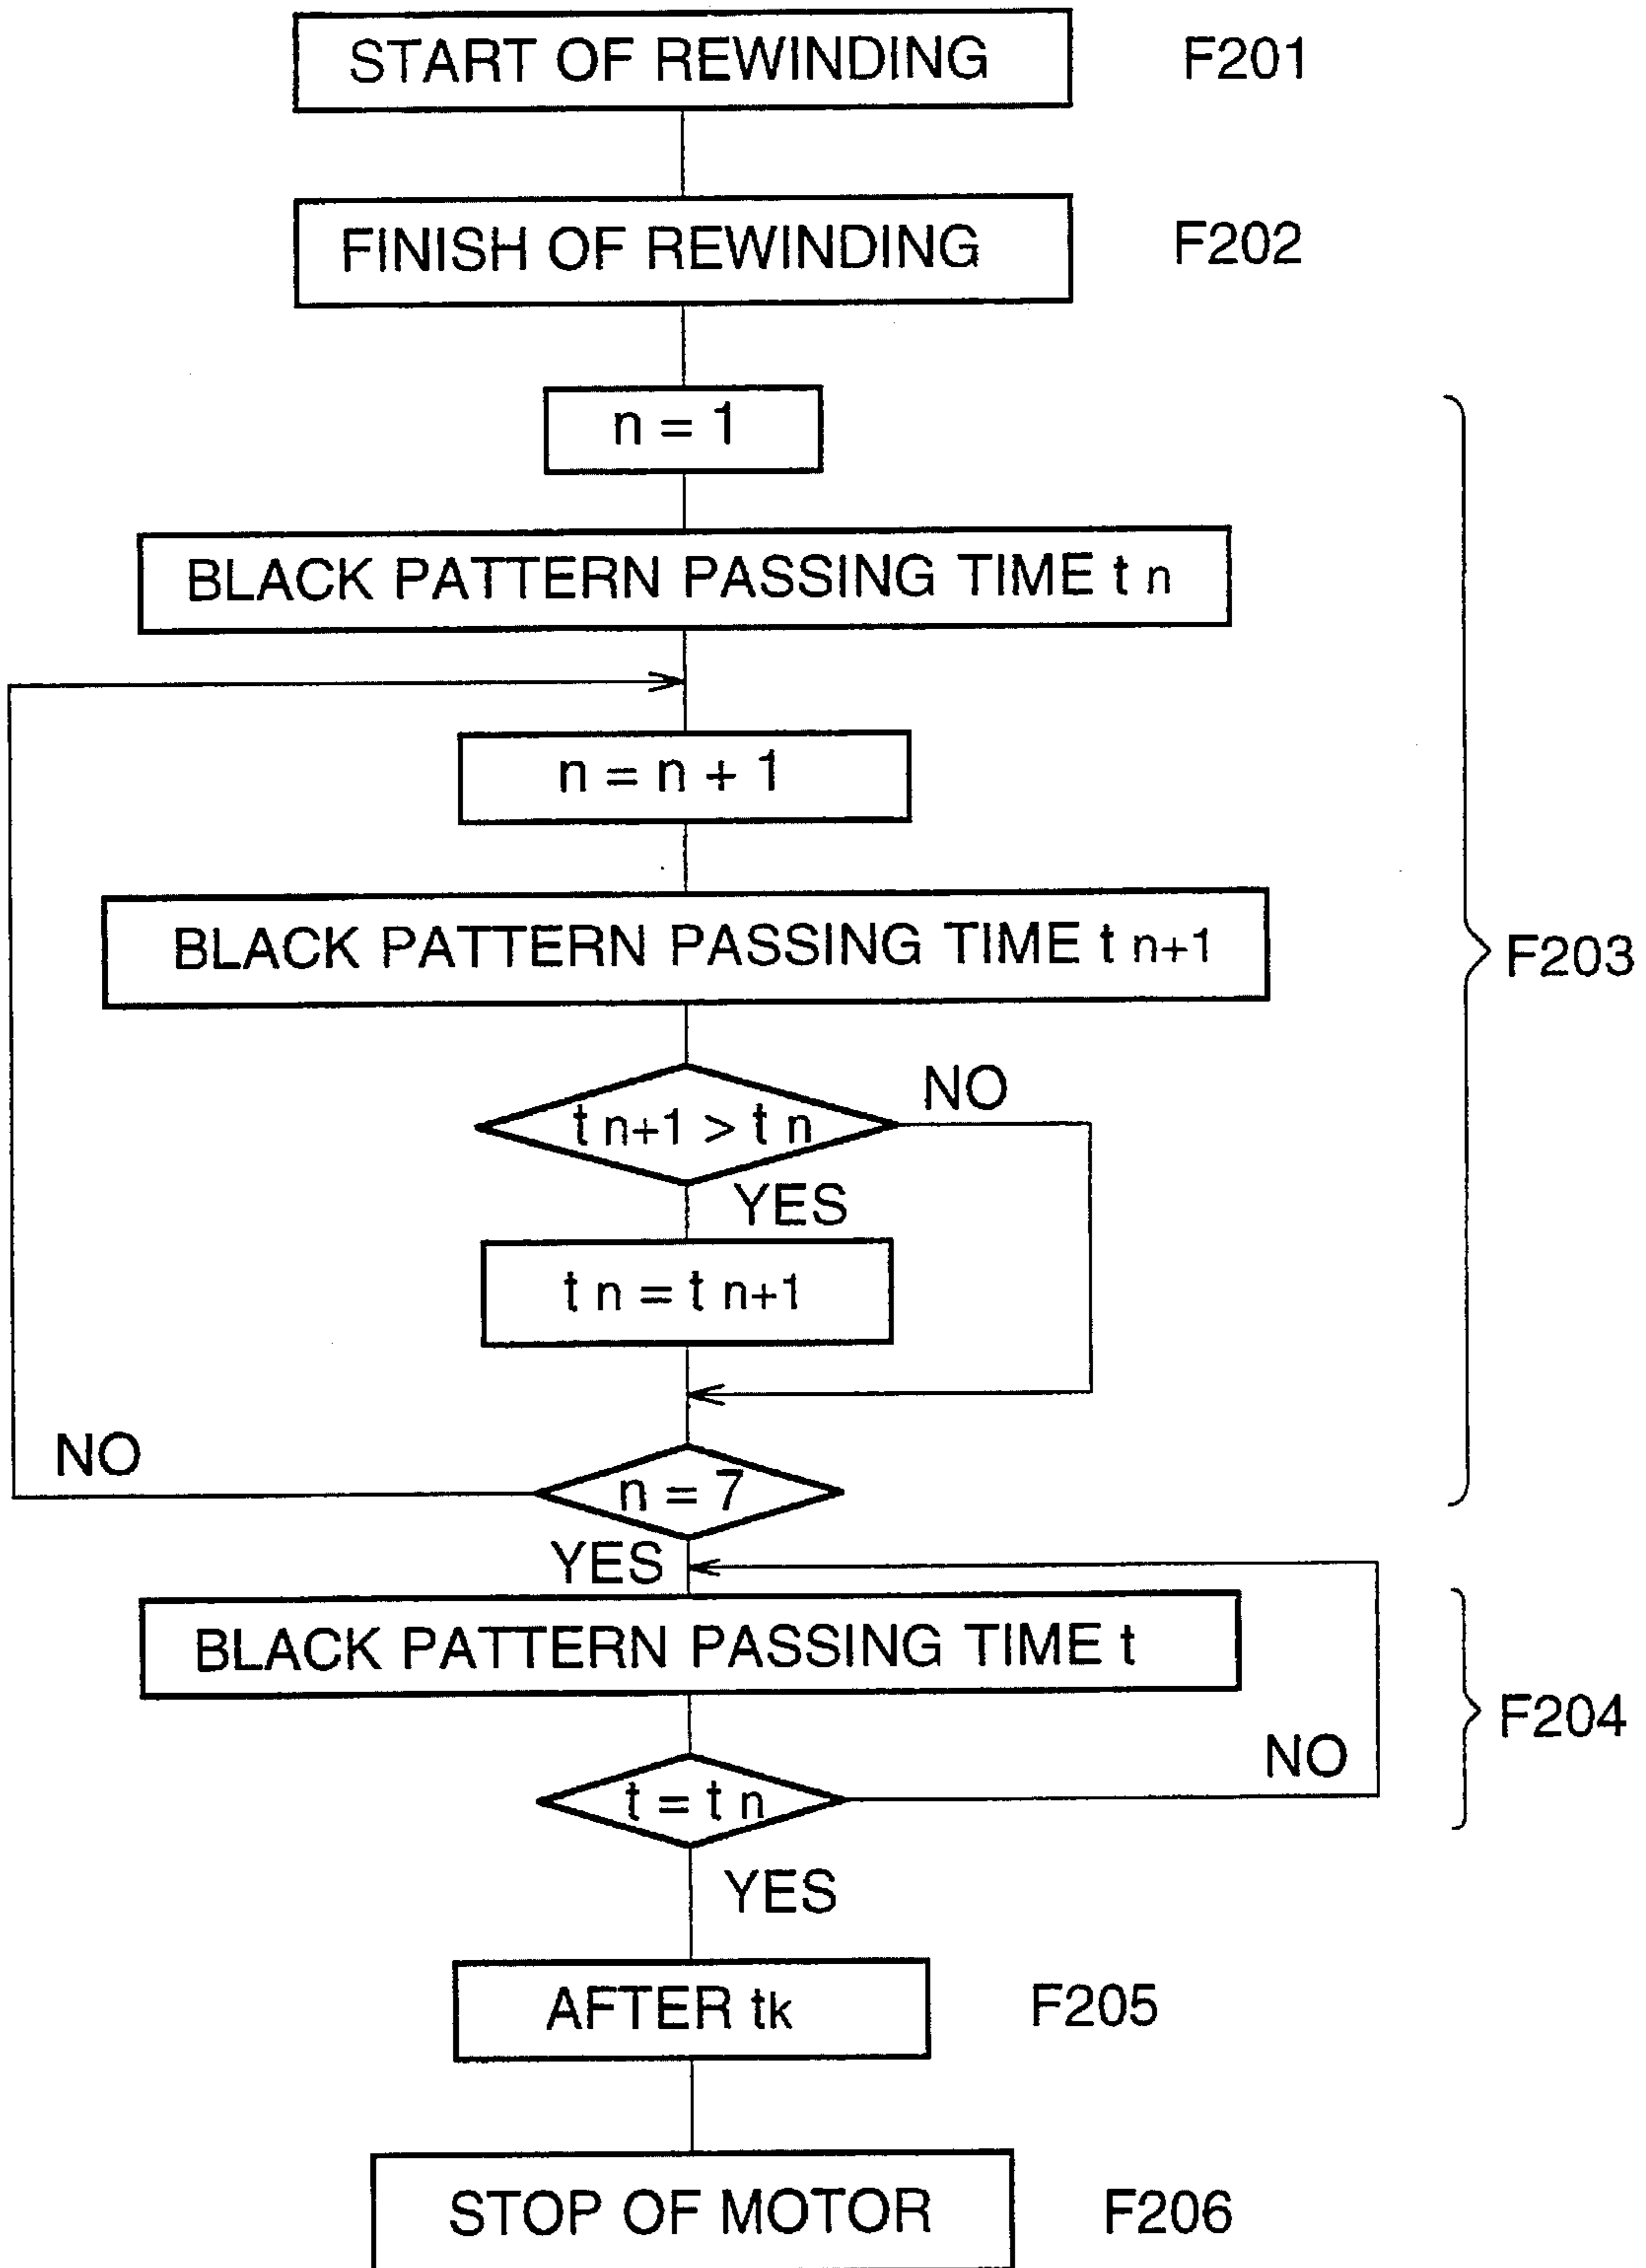 START OF REWINDING F201
FINISH OF REWINDING F202
n = 1
BLACK PATTERN PASSING TIME t n
n = n + 1
BLACK PATTERN PASSING TIME t n+1
F203
t n+1 > t n
NO
YES
t n = t n+1
NO
n = 7
YES
BLACK PATTERN PASSING TIME t
F204
NO
t = t n
YES
AFTER tk F205
STOP OF MOTOR F206